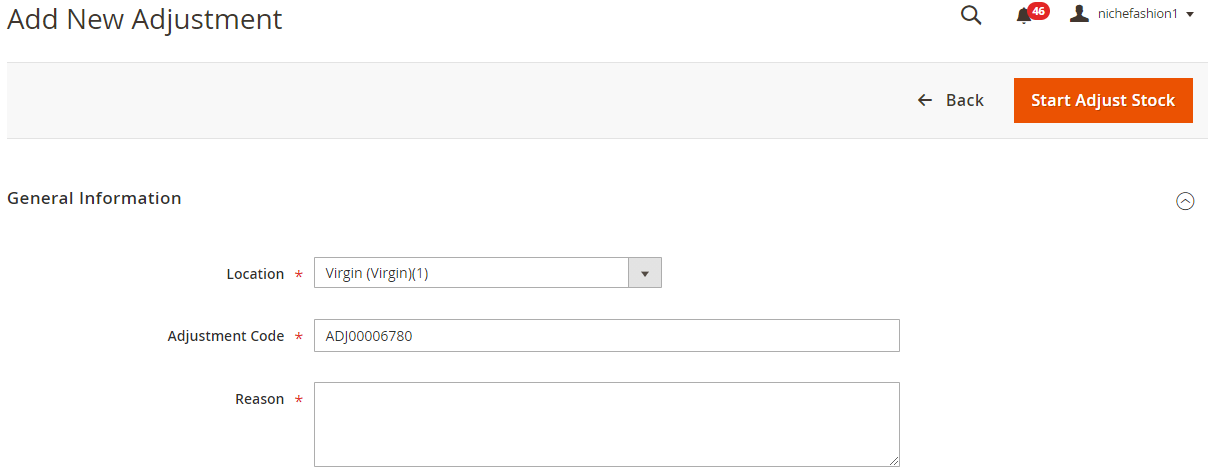 Add New Adjustment
46
nichefashion1
Back
Start Adjust Stock
General Information
Location *
Virgin (Virgin)(1)
Adjustment Code *
ADJ00006780
Reason *